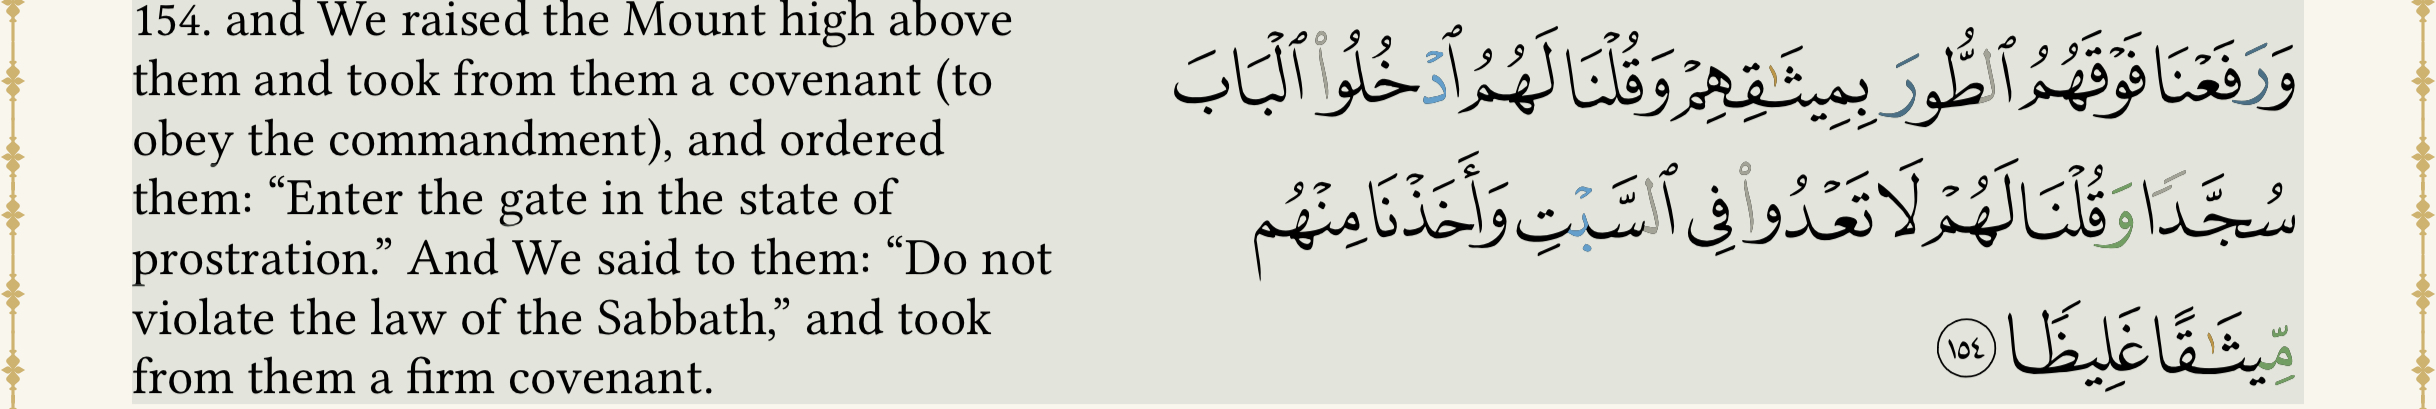 154. and We raised the Mount high above
them and took from them a covenant (to
obey the commandment), and ordered
them: “Enter the gate in the state of
prostration.” And We said to them: “Do not
violate the law of the Sabbath,” and took
from them a firm covenant.
وَرَفَعْنَا فَوْقَهُمُ ٱلطُّورَ بِمِيثَـٰقِهِمْ وَقُلْنَا لَهُمُ ٱدْخُلُوا۟ ٱلْبَابَ
سُجَّدًا وَقُلْنَا لَهُمْ لَا تَعْدُوا۟ فِى ٱلسَّبْتِ وَأَخَذْنَا مِنْهُم
مِّيثَـٰقًا غَلِيظًا ١٥٤